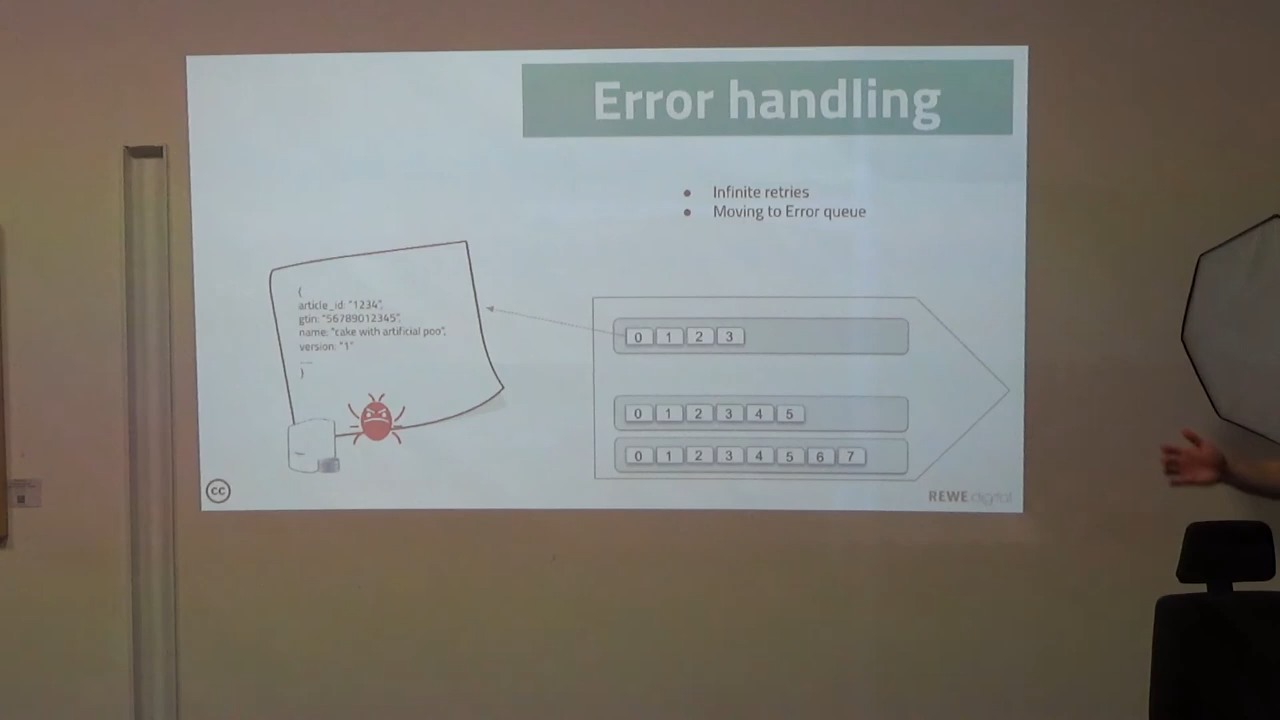 Error handling
● Infinite retries
● Moving to Error queue
{
article_id: "1234",
gtin: "56789012345",
name: "cake with artificial poo",
version: "1"
...
}
0 1 2 3
0 1 2 3 4 5
0 1 2 3 4 5 6 7
cc
REWE digital